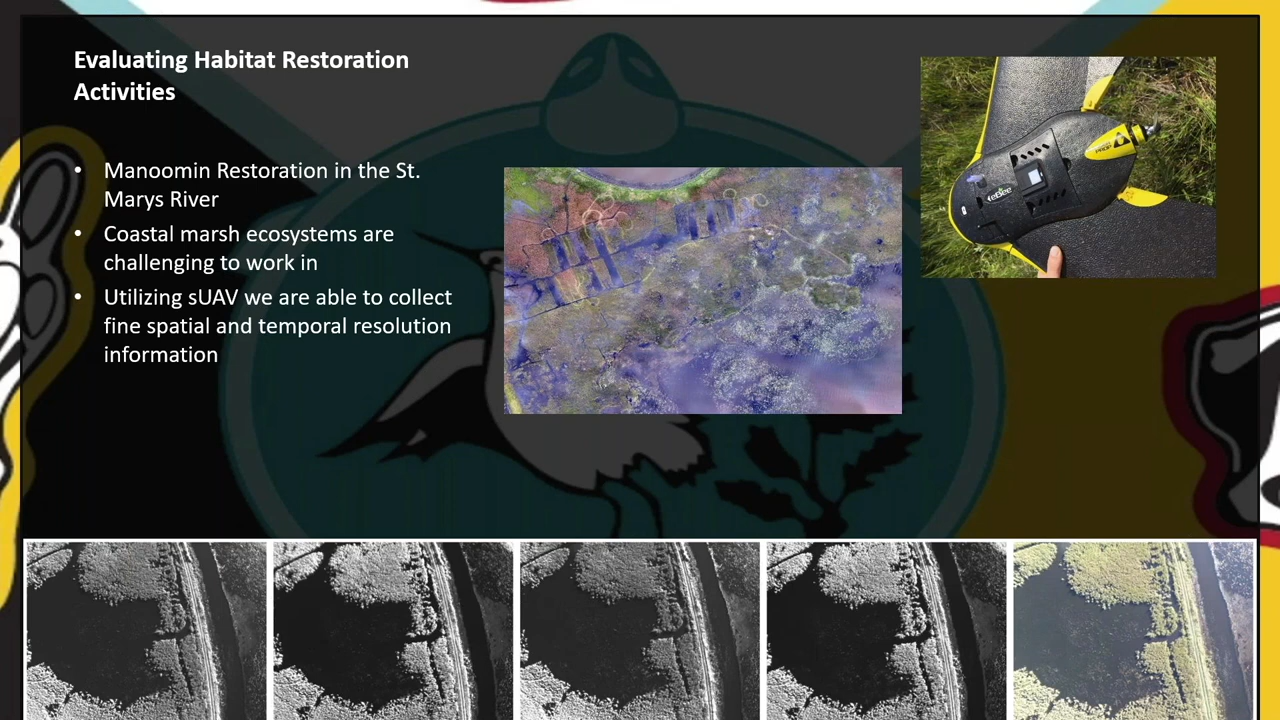 Evaluating Habitat Restoration
Activities
• Manoomin Restoration in the St.
Marys River
• Coastal marsh ecosystems are
challenging to work in
• Utilizing sUAV we are able to collect
fine spatial and temporal resolution
information
eBee